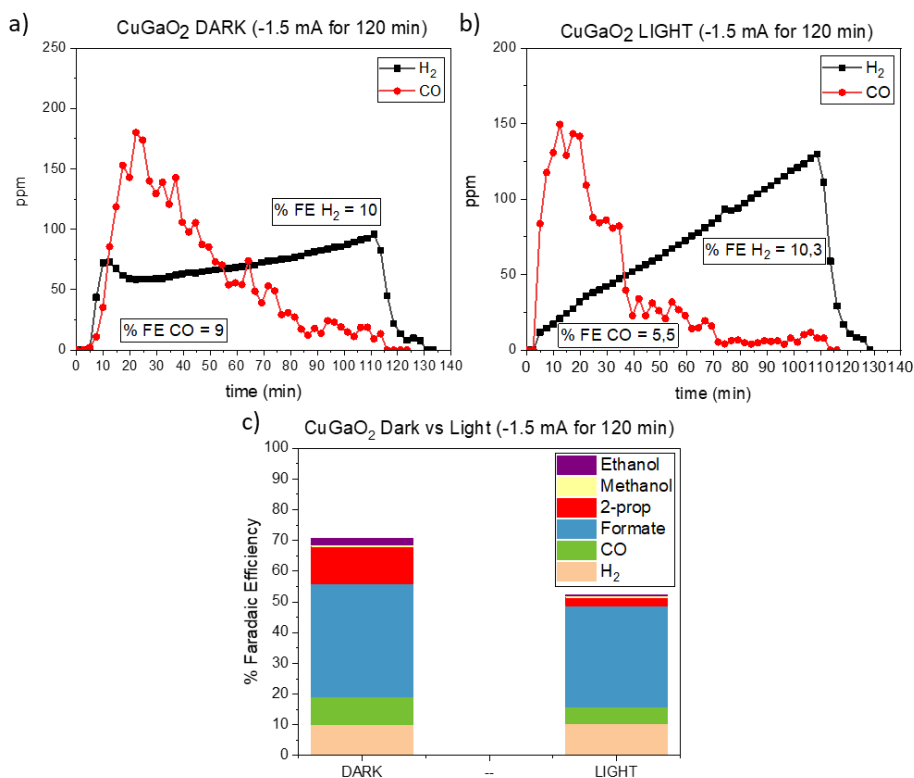 a)
CuGaO₂ DARK (-1.5 mA for 120 min)
H₂
CO
250
200
150
100
50
0
ppm
% FE H₂ = 10
% FE CO = 9
0 10 20 30 40 50 60 70 80 90 100 110 120 130 140
time (min)
b)
CuGaO₂ LIGHT (-1.5 mA for 120 min)
H₂
CO
200
150
100
50
0
ppm
% FE H₂ = 10,3
% FE CO = 5,5
0 10 20 30 40 50 60 70 80 90 100 110 120 130 140
time (min)
c)
CuGaO₂ Dark vs Light (-1.5 mA for 120 min)
Ethanol
Methanol
2-prop
Formate
CO
H₂
100
90
80
70
60
50
40
30
20
10
0
% Faradaic Efficiency
DARK -- LIGHT